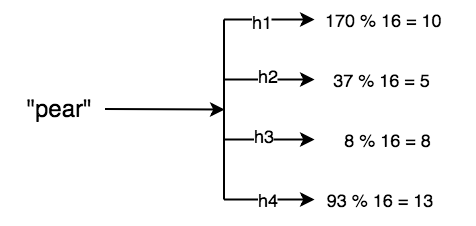 h1 170 % 16 = 10
h2 37 % 16 = 5
"pear"
h3 8 % 16 = 8
h4 93 % 16 = 13